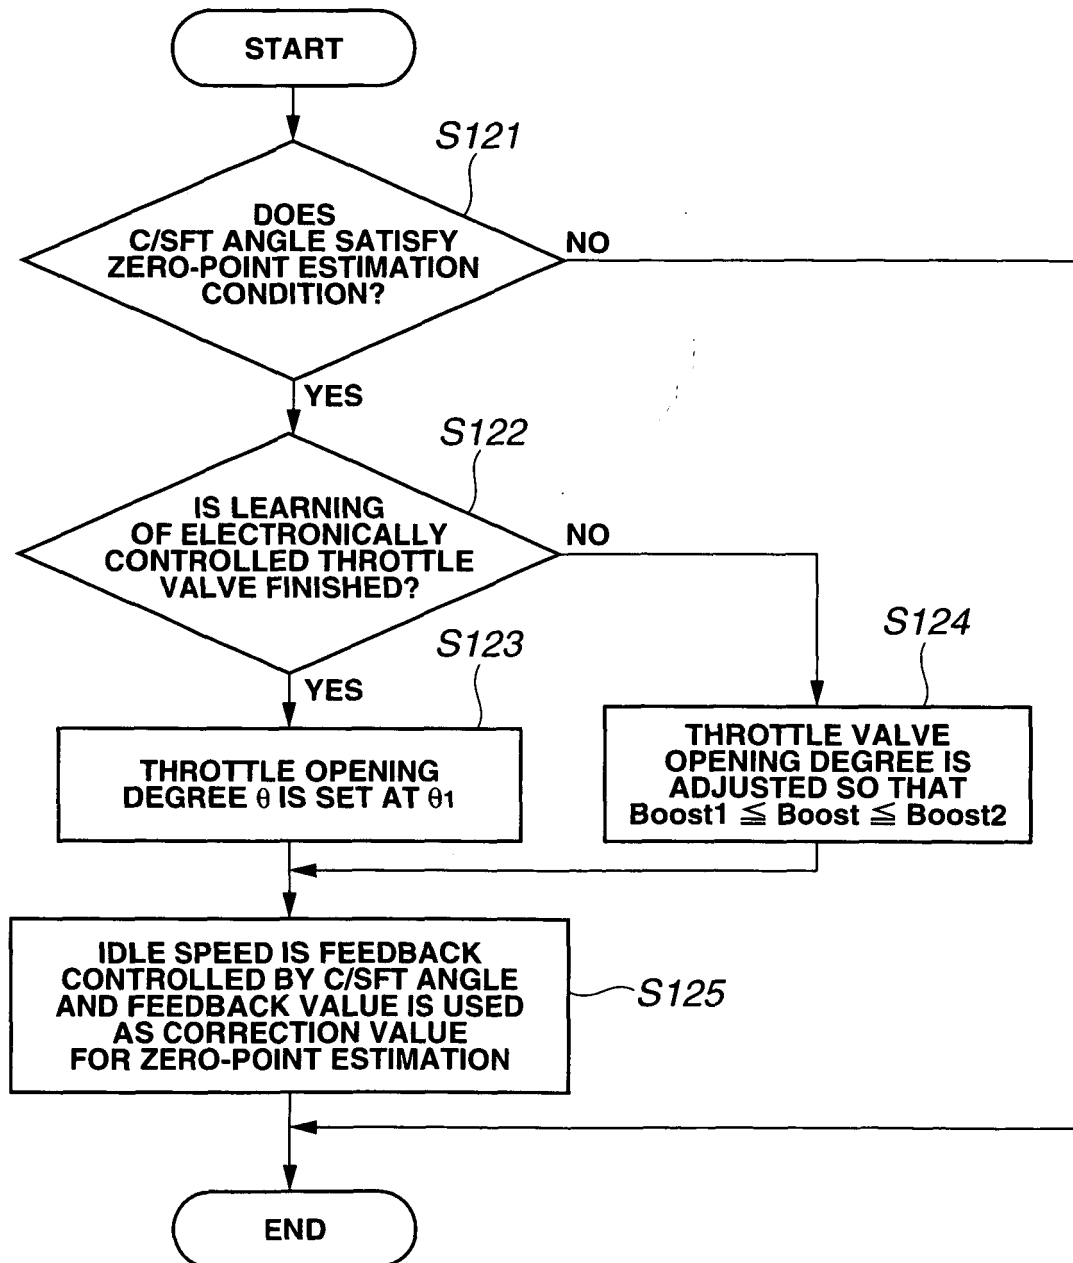 START
S121
DOES
C/SFT ANGLE SATISFY
ZERO-POINT ESTIMATION
CONDITION?
NO
YES
S122
IS LEARNING
OF ELECTRONICALLY
CONTROLLED THROTTLE
VALVE FINISHED?
NO
YES
S123
THROTTLE OPENING
DEGREE θ IS SET AT θ1
S124
THROTTLE VALVE
OPENING DEGREE IS
ADJUSTED SO THAT
Boost1 ≦ Boost ≦ Boost2
IDLE SPEED IS FEEDBACK
CONTROLLED BY C/SFT ANGLE
AND FEEDBACK VALUE IS USED
AS CORRECTION VALUE
FOR ZERO-POINT ESTIMATION
S125
END